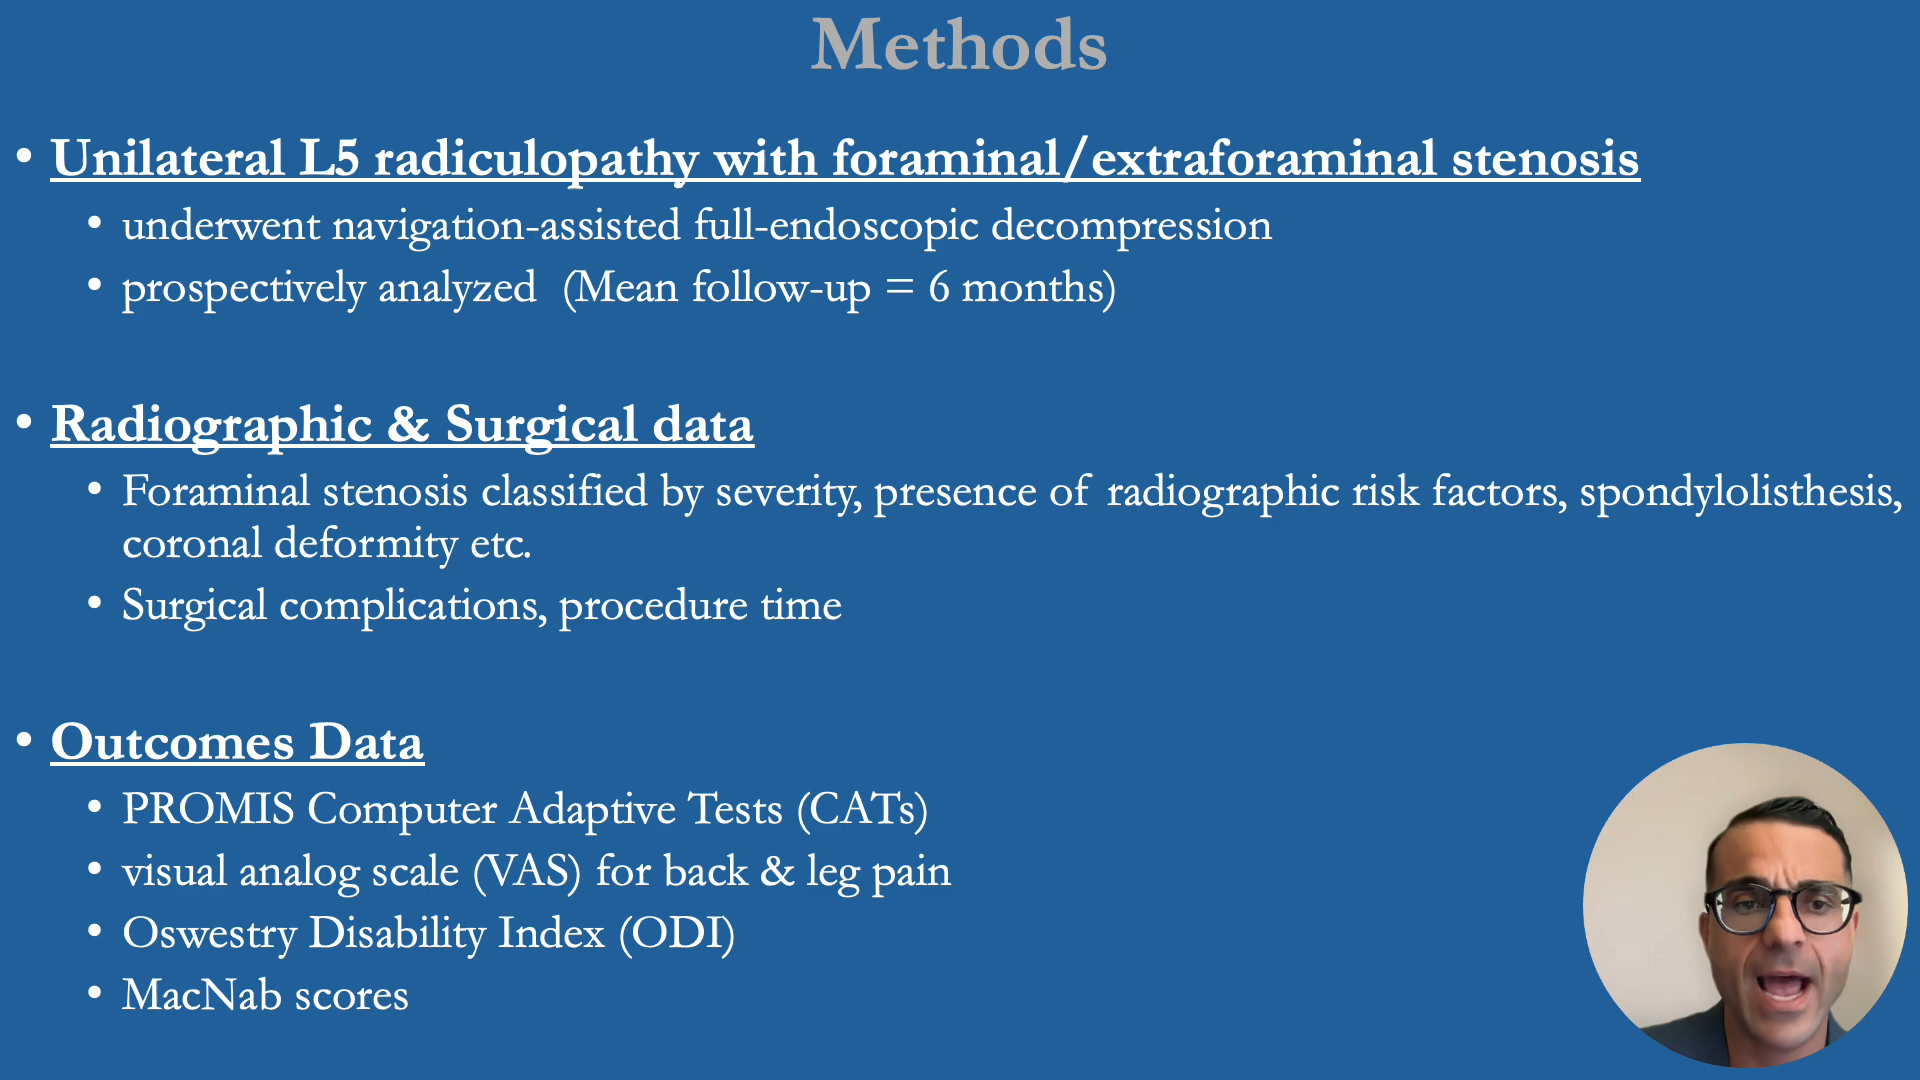 Methods
• Unilateral L5 radiculopathy with foraminal/extraforaminal stenosis
• underwent navigation-assisted full-endoscopic decompression
• prospectively analyzed (Mean follow-up = 6 months)
• Radiographic & Surgical data
• Foraminal stenosis classified by severity, presence of radiographic risk factors, spondylolisthesis,
coronal deformity etc.
• Surgical complications, procedure time
• Outcomes Data
• PROMIS Computer Adaptive Tests (CATs)
• visual analog scale (VAS) for back & leg pain
• Oswestry Disability Index (ODI)
• MacNab scores